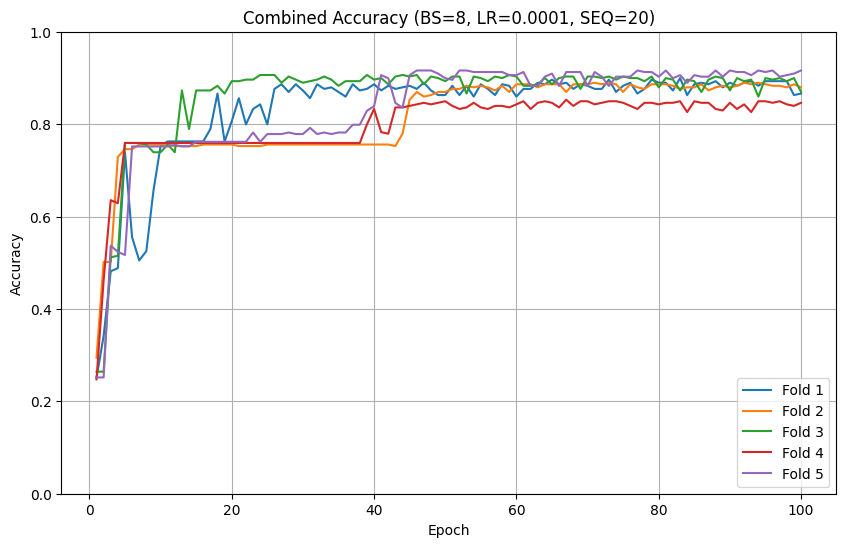 Combined Accuracy (BS=8, LR=0.0001, SEQ=20)
1.0
0.8
0.6
0.4
0.2
0.0
Accuracy
0 20 40 60 80 100
Epoch
Fold 1
Fold 2
Fold 3
Fold 4
Fold 5